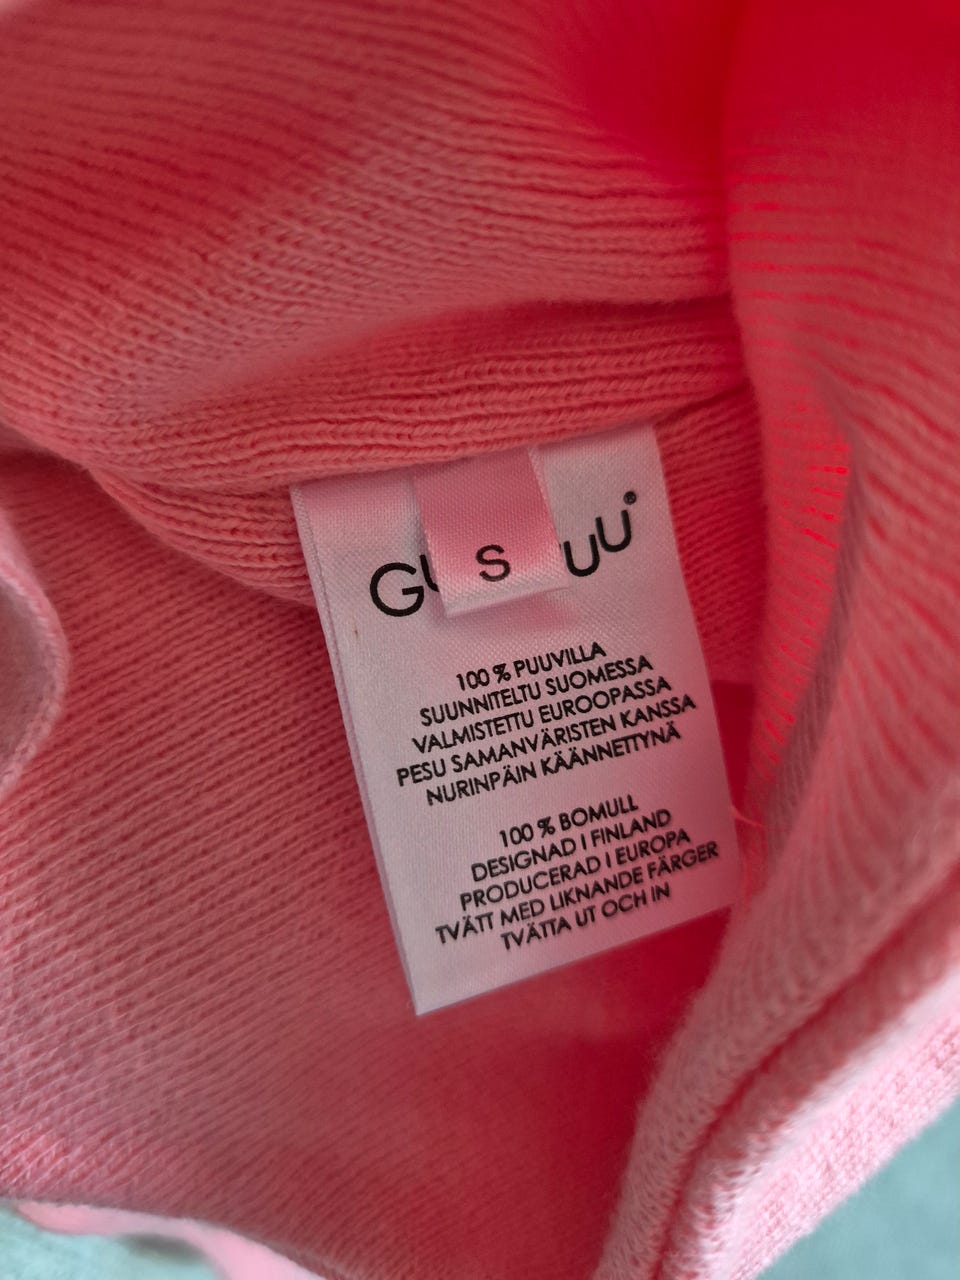 S
100 % PUUVILLA
SUUNNITELTU SUOMESSA
VALMISTETTU EUROOPASSA
PESU SAMANVÄRISTEN KANSSA
NURINPÄIN KÄÄNNETTYNÄ
100 % BOMULL
DESIGNAD I FINLAND
PRODUCERAD I EUROPA
TVÄTT MED LIKNANDE FÄRGER
TVÄTTA UT OCH IN